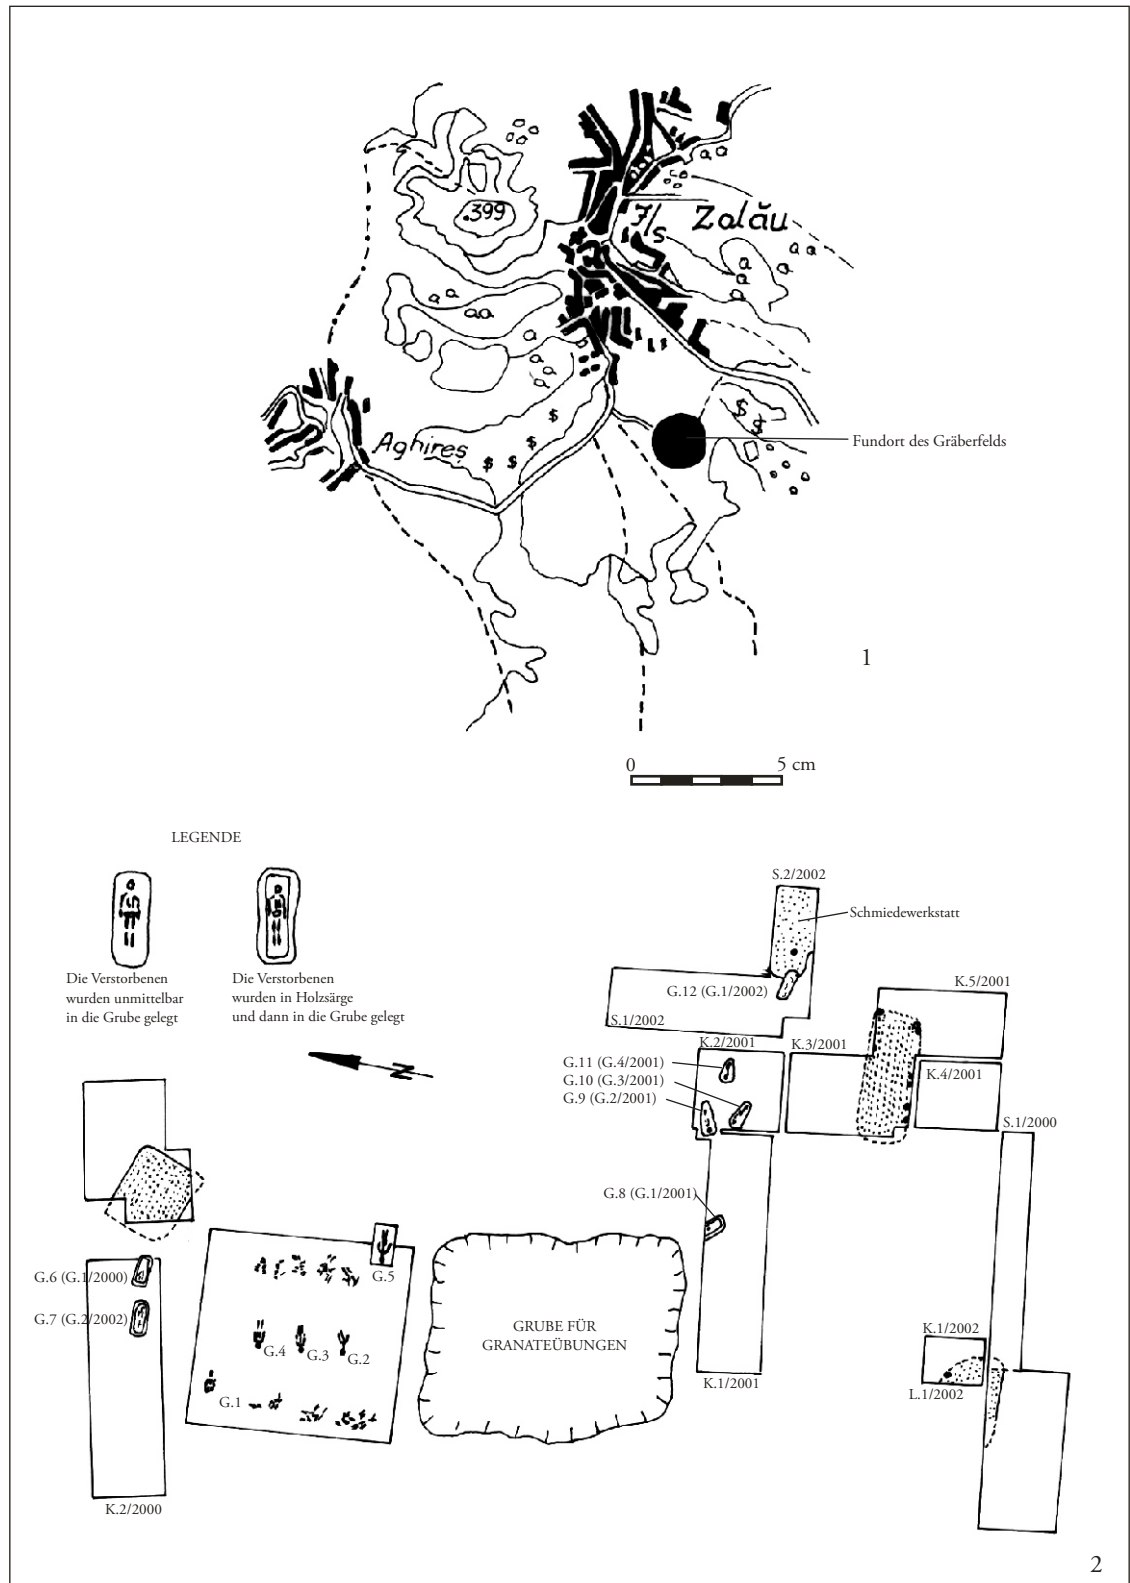 .399
7/s
Zalău
Aghireș
Fundort des Gräberfelds
1
0 5 cm
LEGENDE
Die Verstorbenen
wurden unmittelbar
in die Grube gelegt
Die Verstorbenen
wurden in Holzsärge
und dann in die Grube gelegt
N
S.2/2002
Schmiedewerkstatt
G.12 (G.1/2002)
S.1/2002
K.5/2001
K.2/2001
K.3/2001
G.11 (G.4/2001)
G.10 (G.3/2001)
G.9 (G.2/2001)
K.4/2001
S.1/2000
G.8 (G.1/2001)
G.6 (G.1/2000)
G.7 (G.2/2002)
G.5
G.4
G.3
G.2
G.1
GRUBE FÜR
GRANATEÜBUNGEN
K.1/2002
L.1/2002
K.1/2001
K.2/2000
2